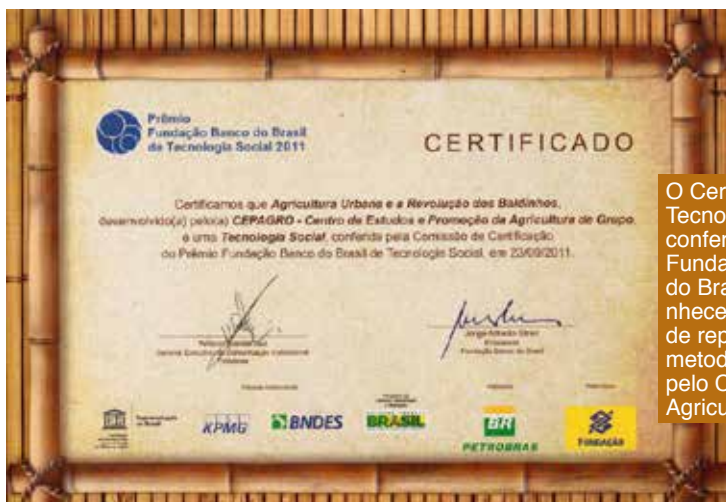 Prêmio
Fundação Banco do Brasil
de Tecnologia Social 2011
CERTIFICADO
Certificamos que Agricultura Urbana e a Revolução dos Baldinhos,
desenvolvido(a) pelo(a) CEPAGRO - Centro de Estudos e Promoção da Agricultura de Grupo,
é uma Tecnologia Social, conferida pela Comissão de Certificação
do Prêmio Fundação Banco do Brasil de Tecnologia Social, em 23/09/2011.
Presidente
Fundação Banco do Brasil
KPMG
BNDES
BRASIL
BR
PETROBRAS
FUNDAÇÃO
O Cer
Tecno
confer
Funda
do Bra
nhece
de rep
metod
pelo C
Agricu